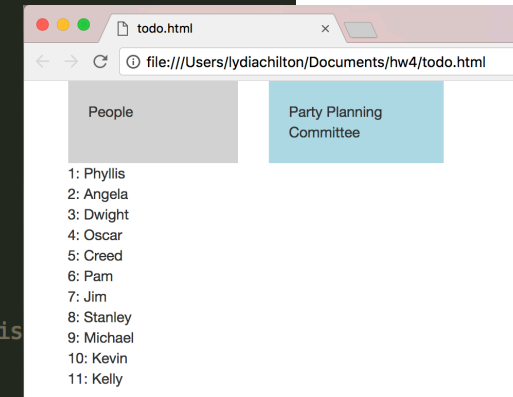 todo.html
file:///Users/lydiachilton/Documents/hw4/todo.html
People
Party Planning
Committee
1: Phyllis
2: Angela
3: Dwight
4: Oscar
5: Creed
6: Pam
7: Jim
8: Stanley
is
9: Michael
10: Kevin
11: Kelly